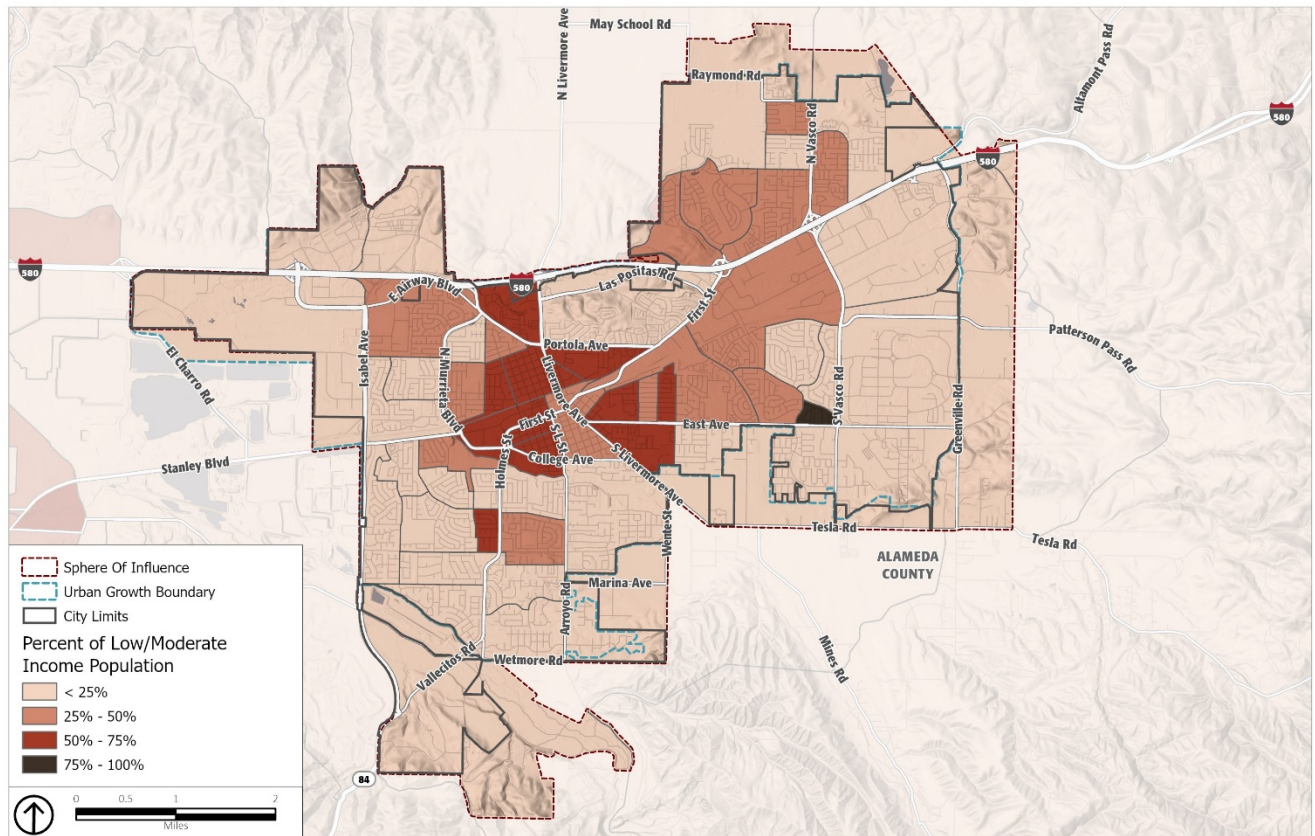 May School Rd
N Livermore Ave
Altamont Pass Rd
Raymond Rd
580
N Vasco Rd
580
580
580
Las Positas Rd
E Airway Blvd
First St
Patterson Pass Rd
Portola Ave
El Charro Rd
Isabel Ave
N Murrieta Blvd
Livermore Ave
S Vasco Rd
Greenville Rd
First St
East Ave
S L St
Stanley Blvd
Holmes St
College Ave
S Livermore Ave
Wente St
Tesla Rd
Tesla Rd
ALAMEDA
COUNTY
Marina Ave
Arroyo Rd
Mines Rd
Vallecitos Rd
Wetmore Rd
84
Sphere Of Influence
Urban Growth Boundary
City Limits
Percent of Low/Moderate
Income Population
< 25%
25% - 50%
50% - 75%
75% - 100%
0 0.5 1 2
Miles